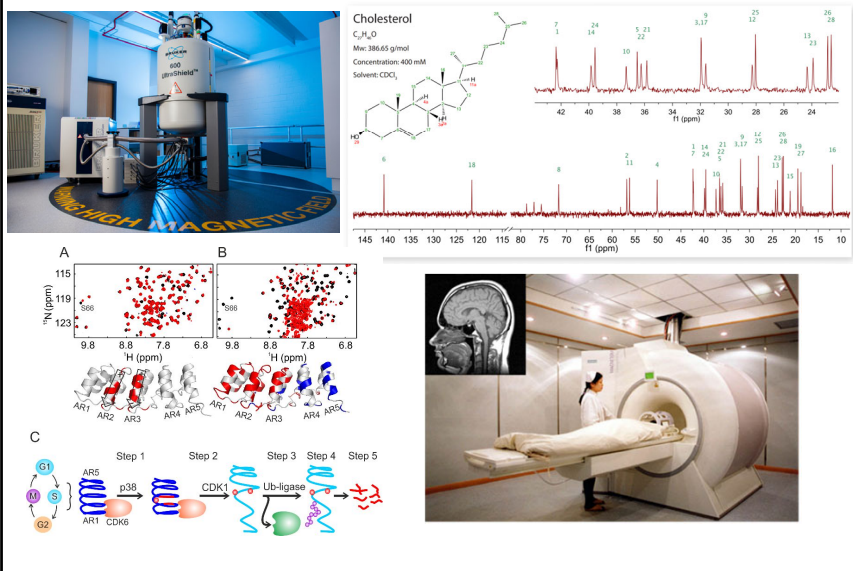 BRUKER
600
UltraShield™
WARNING HIGH MAGNETIC FIELD
Cholesterol
C₂₇H₄₆O
Mw: 386.65 g/mol
Concentration: 400 mM
Solvent: CDCl₃
HO
7
1
24
14
10
5
22
21
9
3,17
12
25
13
23
26
28
42 40 38 36 34 32 30 28 26 24
f1 (ppm)
6
18
8
2
11
4
1
7
14
24
21
22
5
10
9
3,17
12
25
23
13
26
28
15
19
27
16
145 140 135 130 125 120 115 80 75 70 65 60 55 50 45 40 35 30 25 20 15 10
f1 (ppm)
A
B
115
119
123
¹⁵N (ppm)
S66
S66
9.8 8.8 7.8 6.8
9.8 8.8 7.8 6.8
¹H (ppm)
¹H (ppm)
AR1 AR2 AR3 AR4 AR5
AR1 AR2 AR3 AR4 AR5
C
Step 1 Step 2 Step 3 Step 4 Step 5
G1
M
S
G2
AR5
AR1
CDK6
p38
CDK1
Ub-ligase